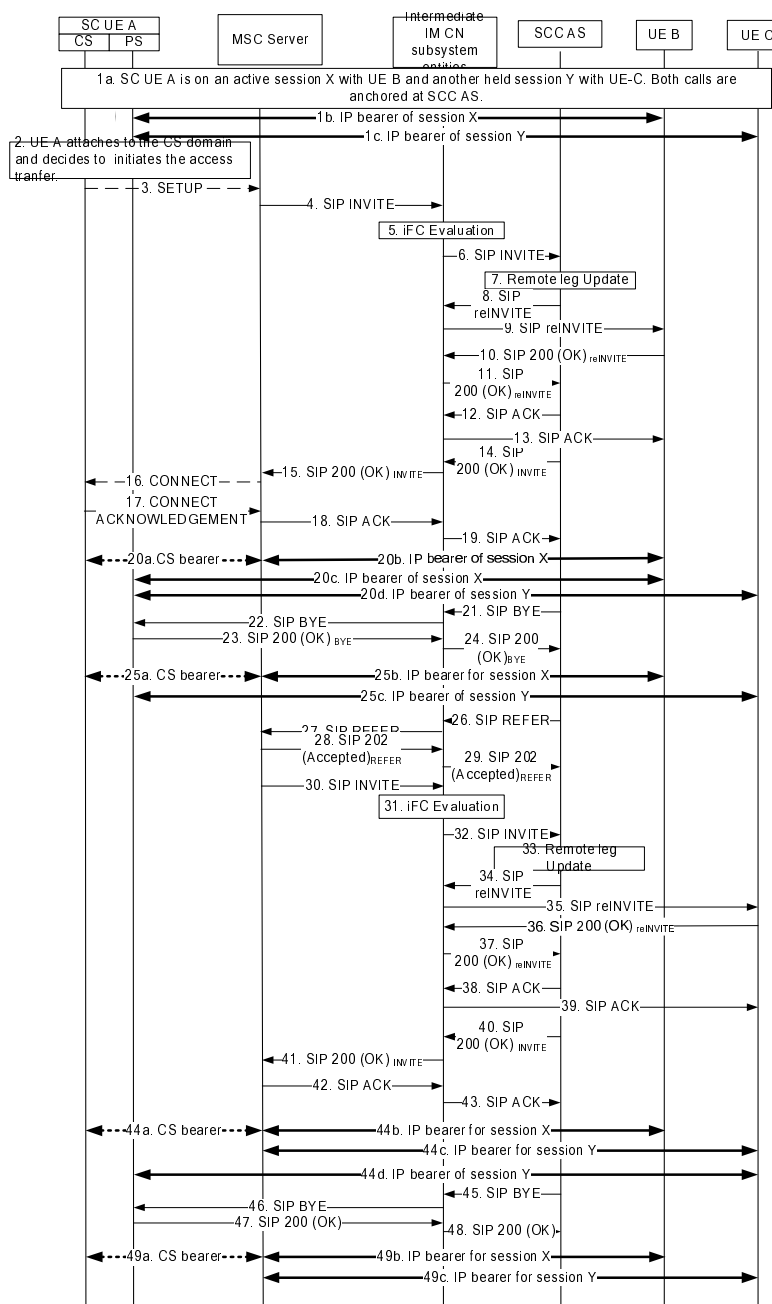 SC UE A
CS
PS
MSC Server
Intermediate
IM CN
subsystem
entities
SCC AS
UE B
UE C
1a. SC UE A is on an active session X with UE B and another held session Y with UE-C. Both calls are
anchored at SCC AS.
1b. IP bearer of session X
1c. IP bearer of session Y
2. UE A attaches to the CS domain
and decides to initiates the access
tranfer.
3. SETUP
4. SIP INVITE
5. iFC Evaluation
6. SIP INVITE
7. Remote leg Update
8. SIP
reINVITE
9. SIP reINVITE
10. SIP 200 (OK) reINVITE
11. SIP
200 (OK) reINVITE
12. SIP ACK
13. SIP ACK
14. SIP
200 (OK) INVITE
15. SIP 200 (OK) INVITE
16. CONNECT
17. CONNECT
ACKNOWLEDGEMENT
18. SIP ACK
19. SIP ACK
20a. CS bearer
20b. IP bearer of session X
20c. IP bearer of session X
20d. IP bearer of session Y
21. SIP BYE
22. SIP BYE
23. SIP 200 (OK) BYE
24. SIP 200
(OK)BYE
25a. CS bearer
25b. IP bearer for session X
25c. IP bearer of session Y
26. SIP REFER
27. SIP REFER
28. SIP 202
(Accepted)REFER
29. SIP 202
(Accepted)REFER
30. SIP INVITE
31. iFC Evaluation
32. SIP INVITE
33. Remote leg
Update
34. SIP
reINVITE
35. SIP reINVITE
36. SIP 200 (OK) reINVITE
37. SIP
200 (OK) reINVITE
38. SIP ACK
39. SIP ACK
40. SIP
200 (OK) INVITE
41. SIP 200 (OK) INVITE
42. SIP ACK
43. SIP ACK
44a. CS bearer
44b. IP bearer for session X
44c. IP bearer for session Y
44d. IP bearer of session Y
45. SIP BYE
46. SIP BYE
47. SIP 200 (OK)
48. SIP 200 (OK)
49a. CS bearer
49b. IP bearer for session X
49c. IP bearer for session Y